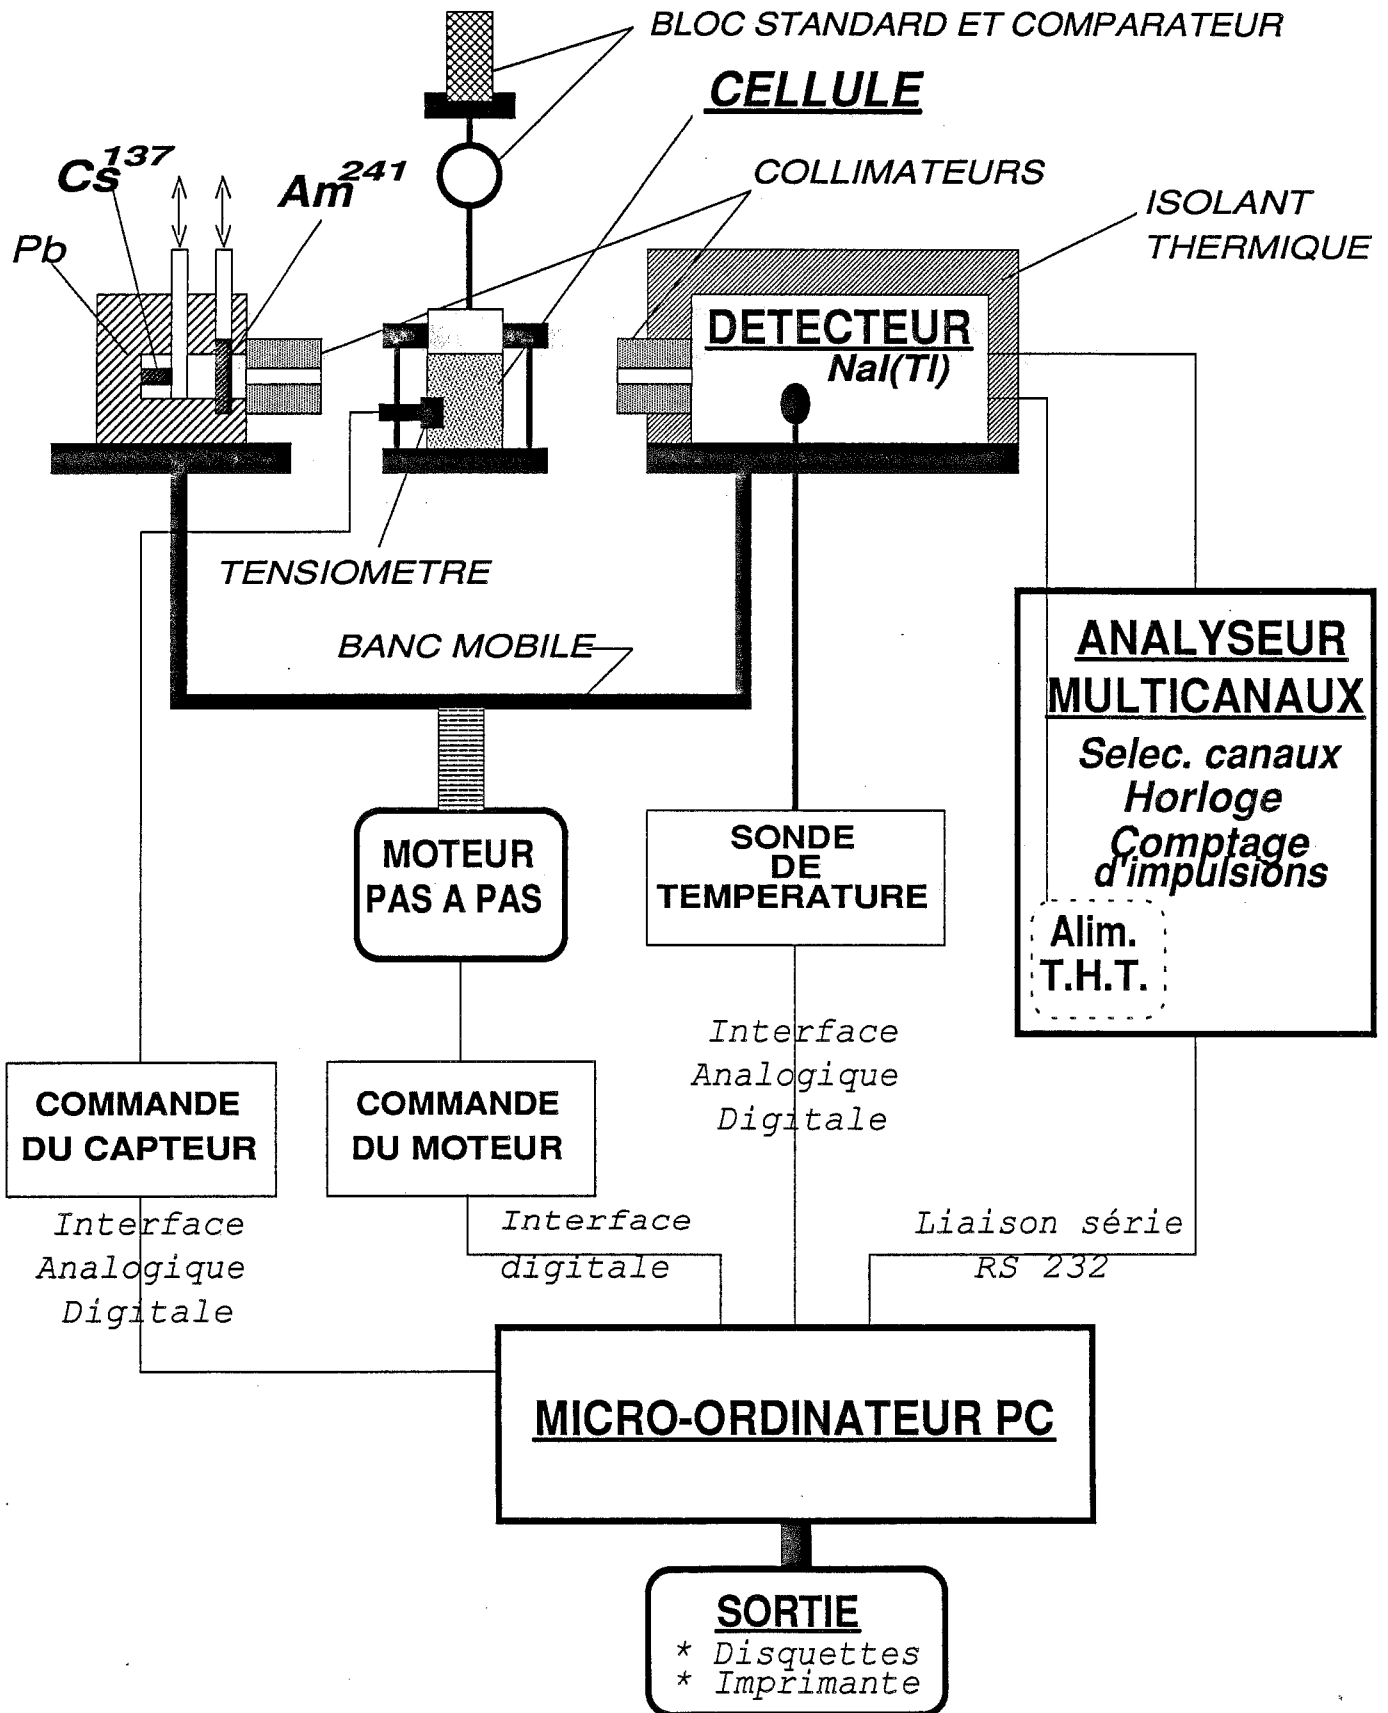 BLOC STANDARD ET COMPARATEUR
CELLULE
Cs137
Am241
COLLIMATEURS
ISOLANT
THERMIQUE
Pb
DETECTEUR
NaI(Tl)
TENSIOMETRE
BANC MOBILE
ANALYSEUR
MULTICANAUX
Selec. canaux
Horloge
Comptage
d'impulsions
Alim.
T.H.T.
MOTEUR
PAS A PAS
SONDE
DE
TEMPERATURE
Interface
Analogique
Digitale
COMMANDE
DU CAPTEUR
COMMANDE
DU MOTEUR
Interface
Analogique
Digitale
Interface
digitale
Liaison série
RS 232
MICRO-ORDINATEUR PC
SORTIE
* Disquettes
* Imprimante